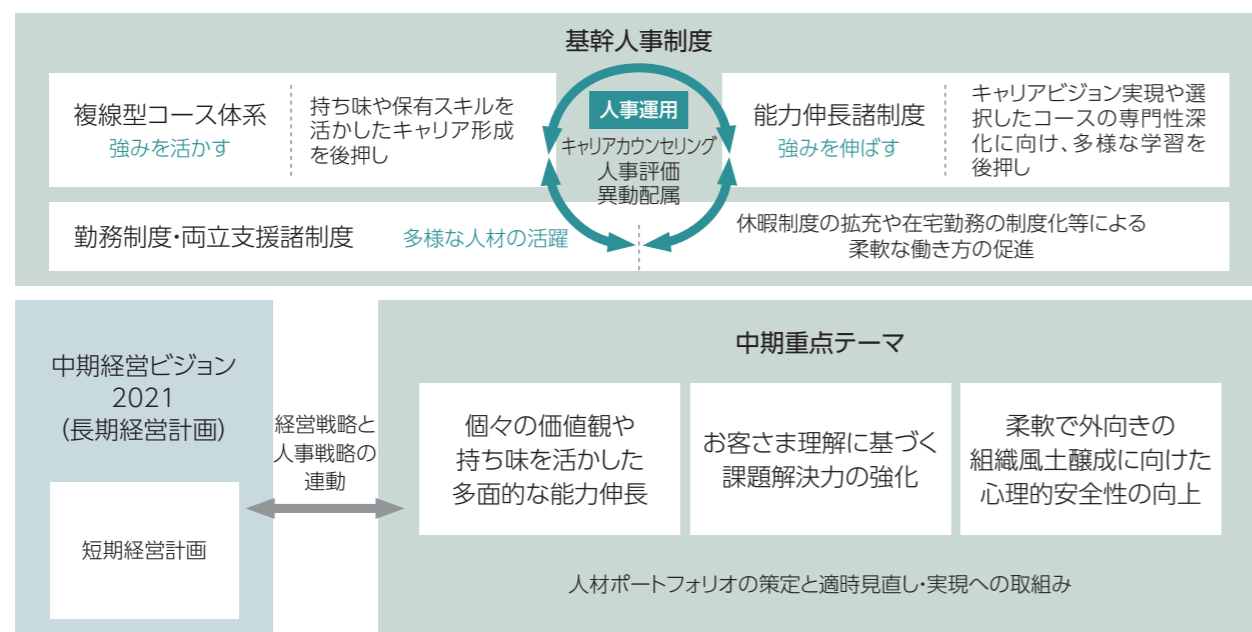 基幹人事制度
複線型コース体系
強みを活かす
持ち味や保有スキルを
活かしたキャリア形成
を後押し
人事運用
キャリアカウンセリング
人事評価
異動配属
能力伸長諸制度
強みを伸ばす
キャリアビジョン実現や選
択したコースの専門性深
化に向け、多様な学習を
後押し
勤務制度・両立支援諸制度
多様な人材の活躍
休暇制度の拡充や在宅勤務の制度化等による
柔軟な働き方の促進
中期経営ビジョン
2021
（長期経営計画）
短期経営計画
経営戦略と
人事戦略の
連動
中期重点テーマ
個々の価値観や
持ち味を活かした
多面的な能力伸長
お客さま理解に基づく
課題解決力の強化
柔軟で外向きの
組織風土醸成に向けた
心理的安全性の向上
人材ポートフォリオの策定と適時見直し・実現への取組み